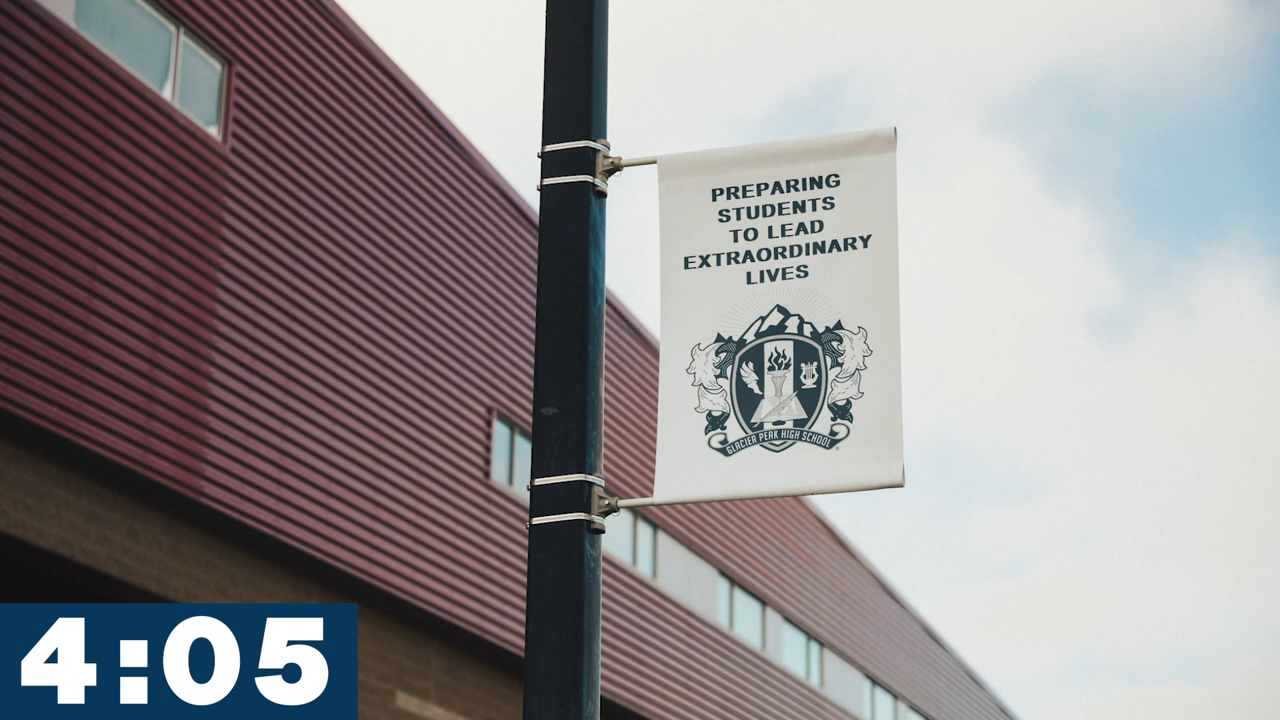 PREPARING
STUDENTS
TO LEAD
EXTRAORDINARY
LIVES
GLACIER PEAK HIGH SCHOOL
4:05